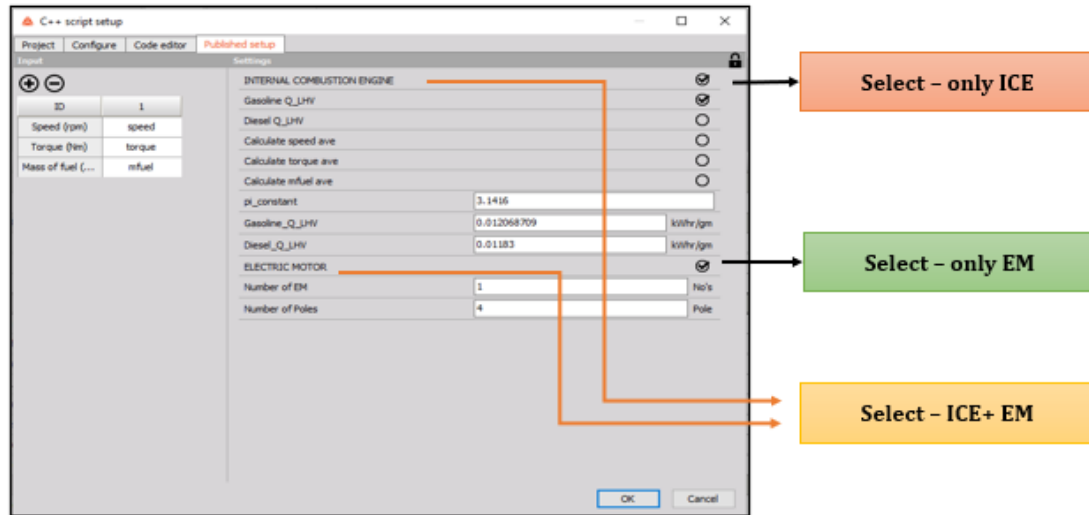 C++ script setup
Project Configure Code editor Published setup
Input Settings
ID 1
Speed (rpm) speed
Torque (Nm) torque
Mass of fuel (... mfuel
INTERNAL COMBUSTION ENGINE
Gasoline Q_LHV
Diesel Q_LHV
Calculate speed ave
Calculate torque ave
Calculate mfuel ave
pi_constant 3.1416
Gasoline_Q_LHV 0.012068709 kWhr/gm
Diesel_Q_LHV 0.01183 kWhr/gm
ELECTRIC MOTOR
Number of EM 1 No's
Number of Poles 4 Pole
OK Cancel
Select – only ICE
Select – only EM
Select – ICE+ EM